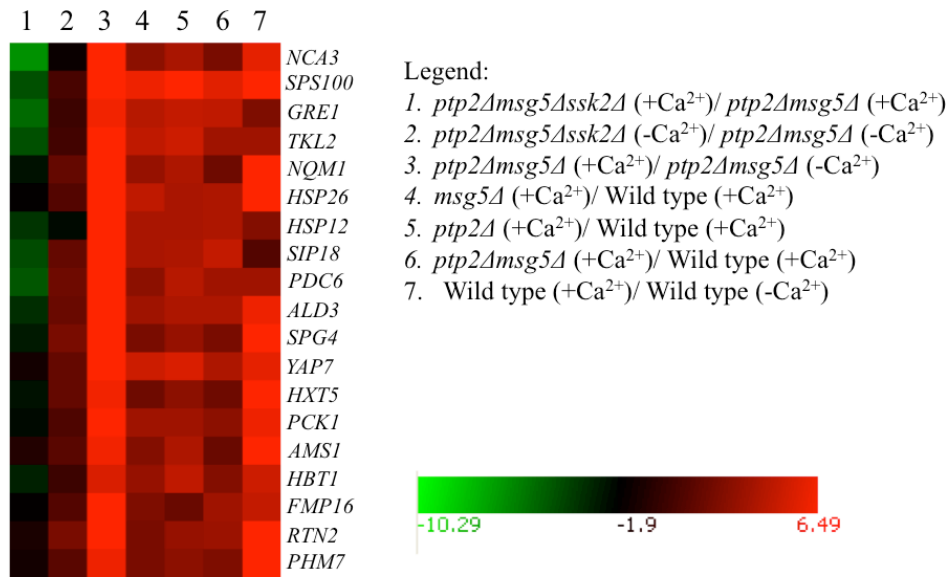 1 2 3 4 5 6 7
NCA3
SPS100
GRE1
TKL2
NQM1
HSP26
HSP12
SIP18
PDC6
ALD3
SPG4
YAP7
HXT5
PCK1
AMS1
HBT1
FMP16
RTN2
PHM7
Legend:
1. ptp2Δmsg5Δssk2Δ (+Ca²⁺)/ ptp2Δmsg5Δ (+Ca²⁺)
2. ptp2Δmsg5Δssk2Δ (-Ca²⁺)/ ptp2Δmsg5Δ (-Ca²⁺)
3. ptp2Δmsg5Δ (+Ca²⁺)/ ptp2Δmsg5Δ (-Ca²⁺)
4. msg5Δ (+Ca²⁺)/ Wild type (+Ca²⁺)
5. ptp2Δ (+Ca²⁺)/ Wild type (+Ca²⁺)
6. ptp2Δmsg5Δ (+Ca²⁺)/ Wild type (+Ca²⁺)
7. Wild type (+Ca²⁺)/ Wild type (-Ca²⁺)
-10.29 -1.9 6.49